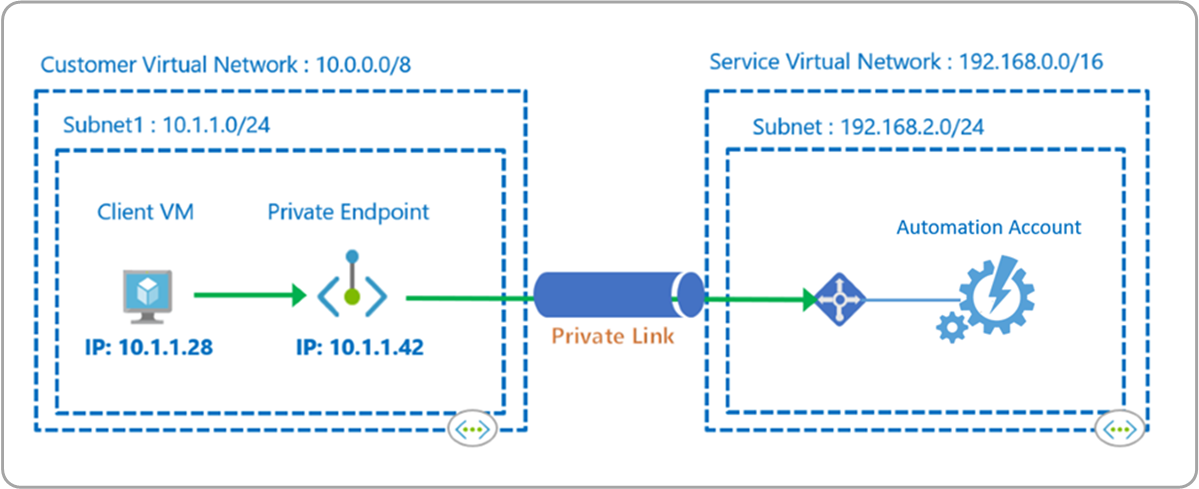 Customer Virtual Network : 10.0.0.0/8
Service Virtual Network : 192.168.0.0/16
Subnet1 : 10.1.1.0/24
Subnet : 192.168.2.0/24
Client VM
Private Endpoint
Automation Account
IP: 10.1.1.28
IP: 10.1.1.42
Private Link